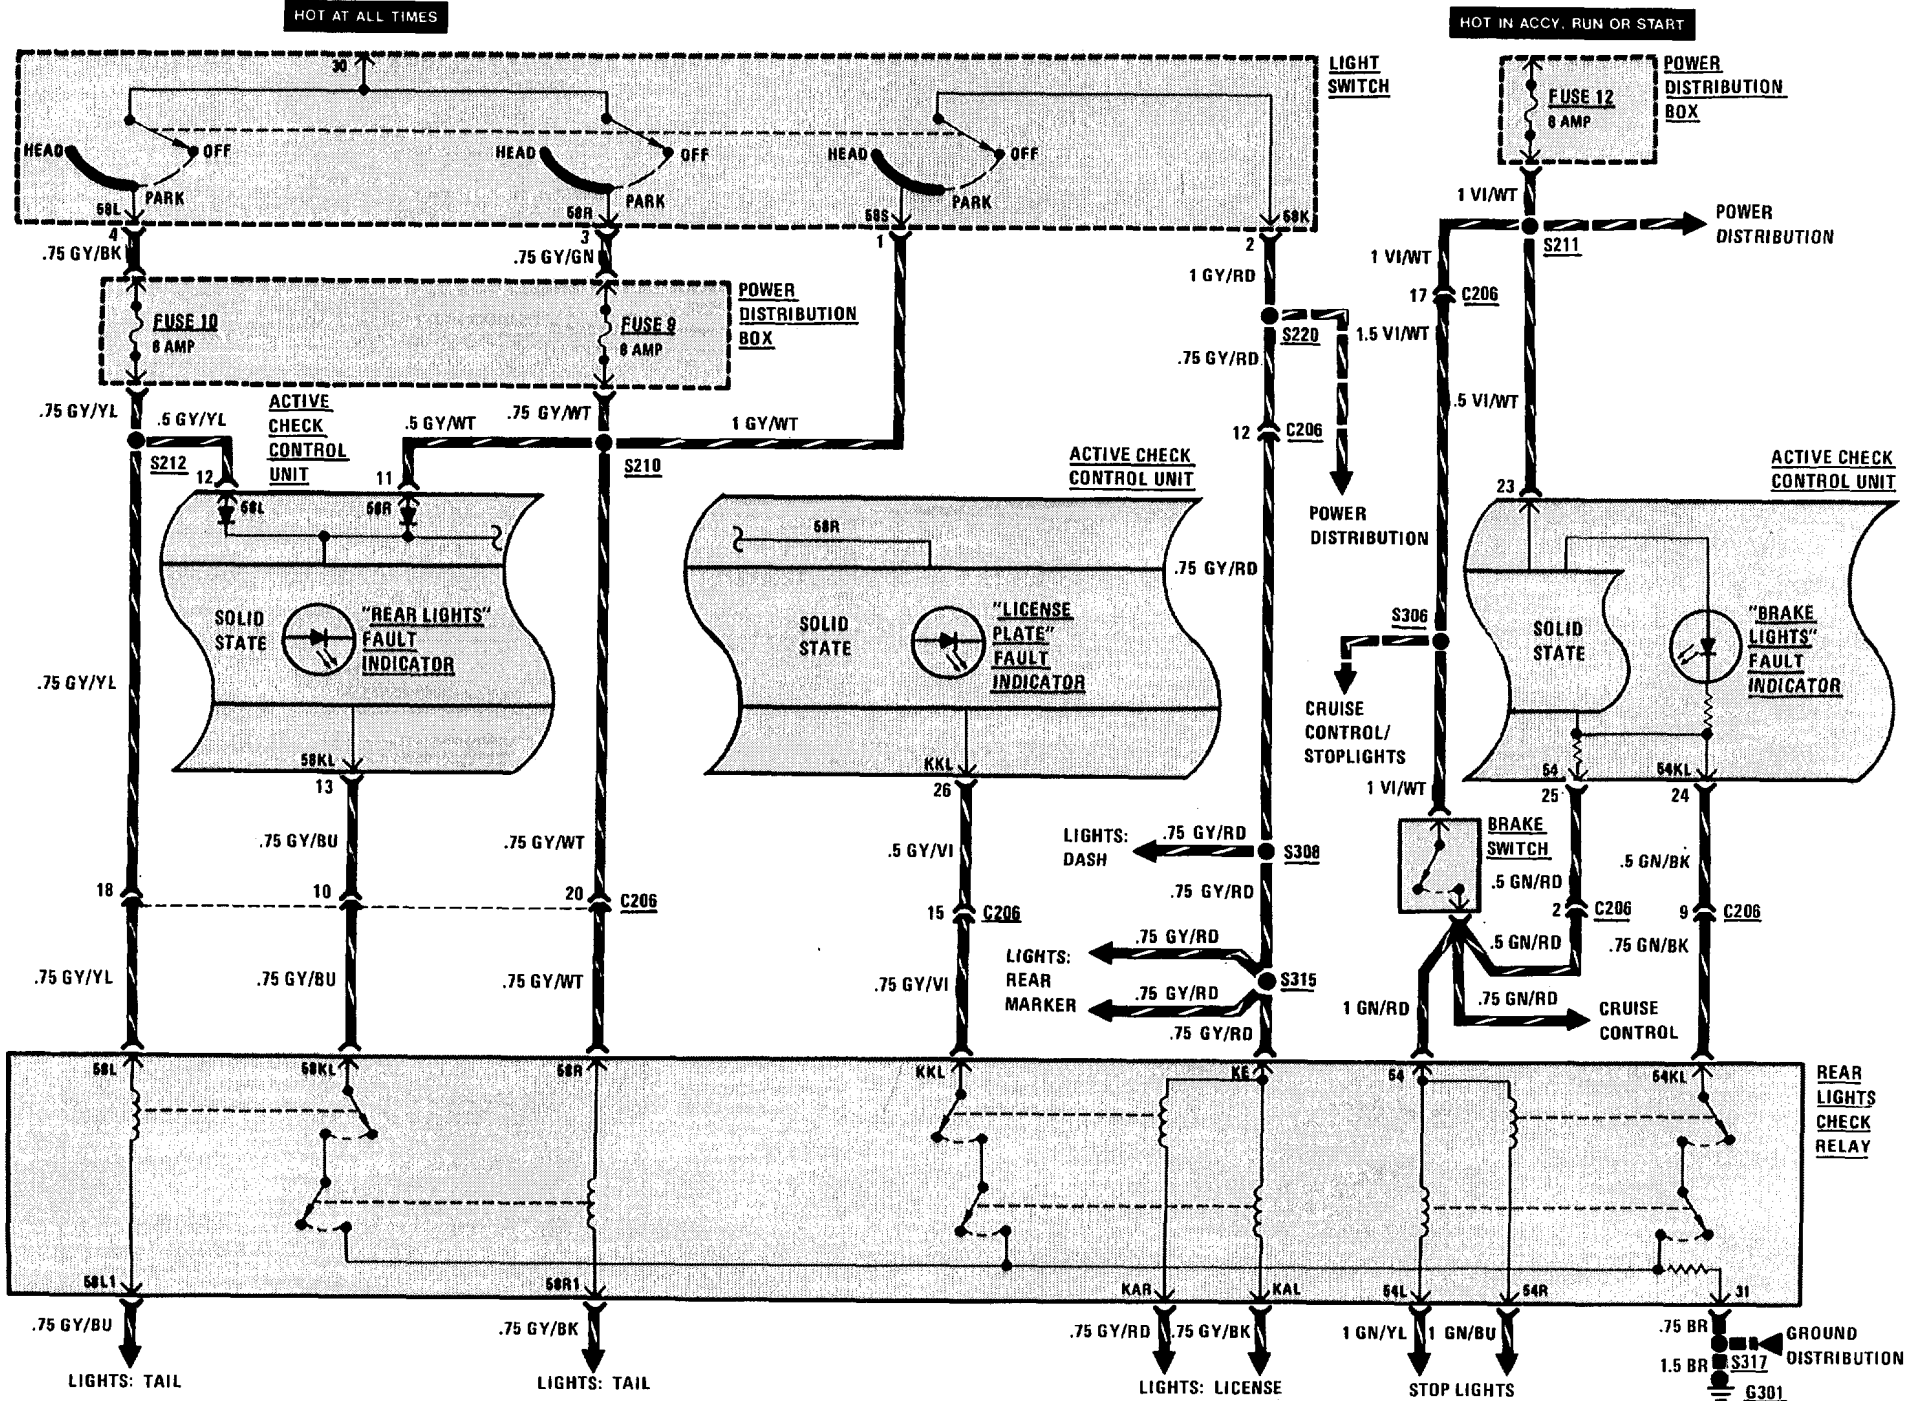 HOT AT ALL TIMES
HOT IN ACCY, RUN OR START
30
LIGHT
SWITCH
POWER
DISTRIBUTION
BOX
FUSE 12
8 AMP
HEAD
OFF
PARK
HEAD
OFF
PARK
HEAD
OFF
PARK
58L
58R
58S
58K
4
3
1
2
.75 GY/BK
.75 GY/GN
1 GY/RD
1 VI/WT
S211
POWER
DISTRIBUTION
1 VI/WT
17
C206
POWER
DISTRIBUTION
BOX
FUSE 10
8 AMP
FUSE 9
8 AMP
S220
1.5 VI/WT
.75 GY/RD
.75 GY/YL
.5 GY/YL
ACTIVE
CHECK
CONTROL
UNIT
.5 GY/WT
.75 GY/WT
1 GY/WT
.5 VI/WT
12
C206
S212
12
11
S210
ACTIVE CHECK
CONTROL UNIT
ACTIVE CHECK
CONTROL UNIT
23
58L
58R
58R
POWER
DISTRIBUTION
.75 GY/RD
SOLID
STATE
"REAR LIGHTS"
FAULT
INDICATOR
SOLID
STATE
"LICENSE
PLATE"
FAULT
INDICATOR
S306
SOLID
STATE
"BRAKE
LIGHTS"
FAULT
INDICATOR
.75 GY/YL
CRUISE
CONTROL/
STOPLIGHTS
58KL
13
KKL
26
54
25
54KL
24
1 VI/WT
BRAKE
SWITCH
.75 GY/BU
.75 GY/WT
.5 GY/VI
LIGHTS:
DASH
.75 GY/RD
S308
.5 GN/BK
.5 GN/RD
.75 GY/RD
18
10
20
C206
15
C206
2
C206
9
C206
.75 GY/RD
.5 GN/RD
.75 GN/BK
LIGHTS:
REAR
MARKER
.75 GY/YL
.75 GY/BU
.75 GY/WT
.75 GY/VI
.75 GY/RD
S315
.75 GY/RD
1 GN/RD
.75 GN/RD
CRUISE
CONTROL
58L
58KL
58R
KKL
KE
54
54KL
REAR
LIGHTS
CHECK
RELAY
58L1
58R1
KAR
KAL
54L
54R
31
.75 GY/BU
.75 GY/BK
.75 GY/RD
.75 GY/BK
1 GN/YL
1 GN/BU
.75 BR
GROUND
DISTRIBUTION
1.5 BR
S317
LIGHTS: TAIL
LIGHTS: TAIL
LIGHTS: LICENSE
STOP LIGHTS
G301